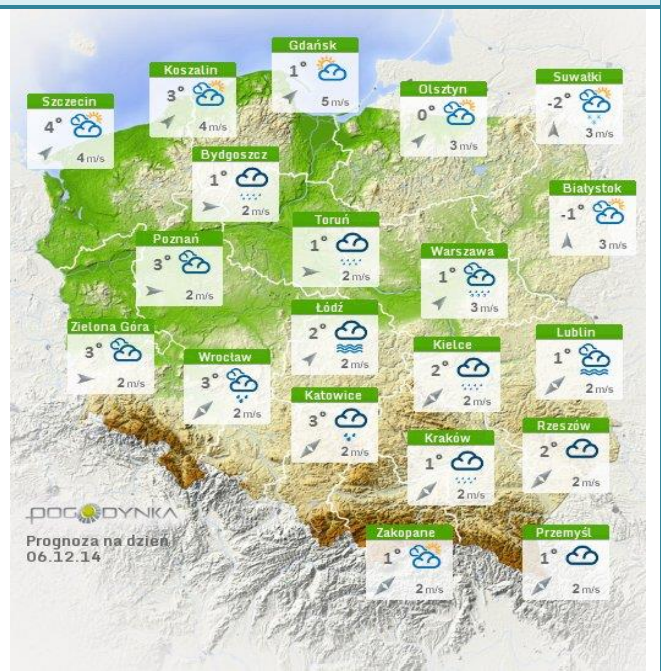 Gdańsk
1°
5 m/s
Koszalin
3°
4 m/s
Suwałki
-2°
3 m/s
Olsztyn
0°
3 m/s
Szczecin
4°
4 m/s
Bydgoszcz
1°
2 m/s
Białystok
-1°
3 m/s
Toruń
1°
2 m/s
Poznań
3°
2 m/s
Warszawa
1°
3 m/s
Łódź
2°
2 m/s
Zielona Góra
3°
2 m/s
Lublin
1°
2 m/s
Kielce
2°
2 m/s
Wrocław
3°
2 m/s
Katowice
3°
2 m/s
Rzeszów
2°
2 m/s
Kraków
1°
2 m/s
POGODYNKA
Prognoza na dzień
06.12.14
Zakopane
1°
2 m/s
Przemyśl
1°
2 m/s